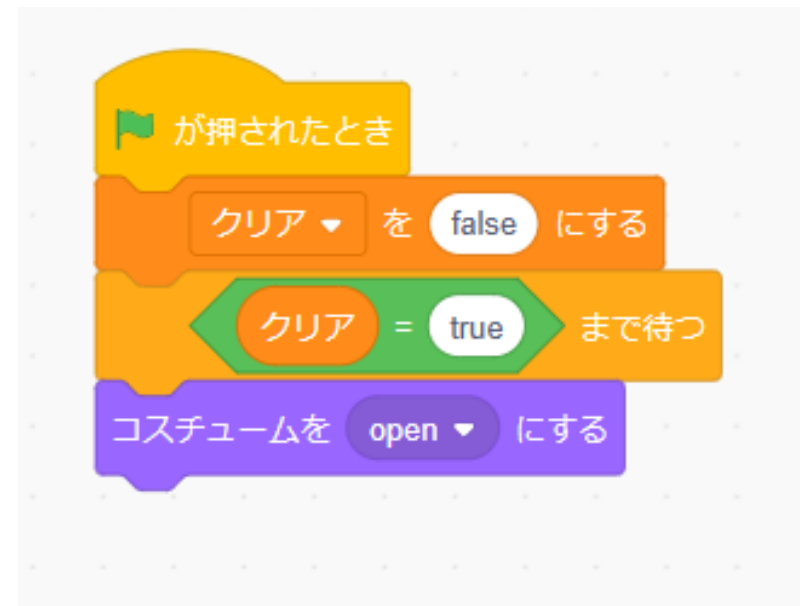 が押されたとき
クリア を false にする
クリア = true まで待つ
コスチュームを open にする